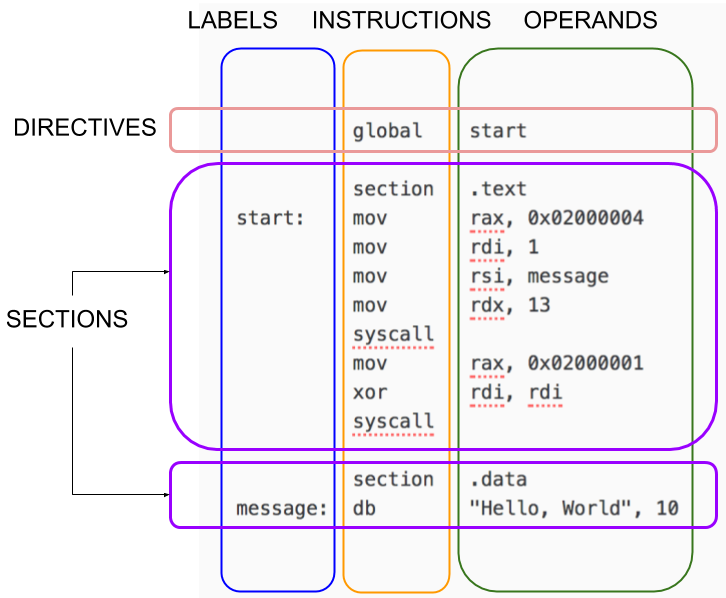 LABELS INSTRUCTIONS OPERANDS
DIRECTIVES global start
section .text
start: mov rax, 0x02000004
mov rdi, 1
mov rsi, message
SECTIONS mov rdx, 13
syscall
mov rax, 0x02000001
xor rdi, rdi
syscall
section .data
message: db "Hello, World", 10